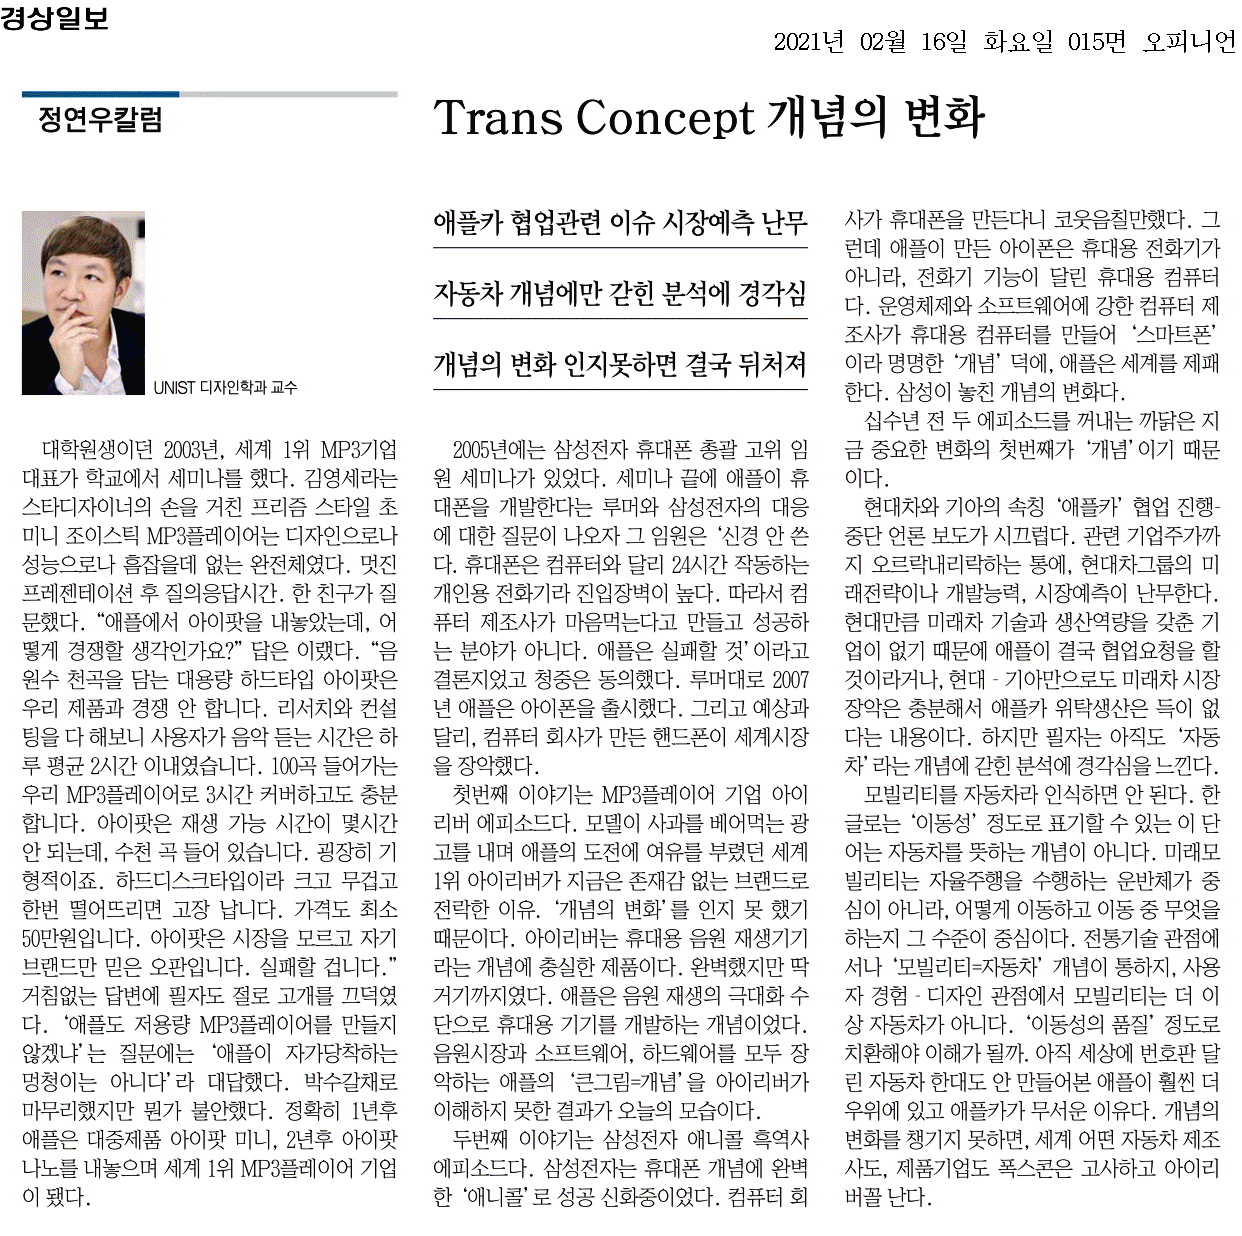 경상일보
2021년 02월 16일 화요일 015면 오피니언
정연우칼럼
Trans Concept 개념의 변화
UNIST 디자인학과 교수
애플카 협업관련 이슈 시장예측 난무
자동차 개념에만 갇힌 분석에 경각심
개념의 변화 인지못하면 결국 뒤처져
대학원생이던 2003년, 세계 1위 MP3기업
대표가 학교에서 세미나를 했다. 김영세라는
스타디자이너의 손을 거친 프리즘 스타일 초
미니 조이스틱 MP3플레이어는 디자인으로나
성능으로나 흠잡을데 없는 완전체였다. 멋진
프레젠테이션 후 질의응답시간. 한 친구가 질
문했다. “애플에서 아이팟을 내놓았는데, 어
떻게 경쟁할 생각인가요?” 답은 이랬다. “음
원수 천곡을 담는 대용량 하드타입 아이팟은
우리 제품과 경쟁 안 합니다. 리서치와 컨설
팅을 다 해보니 사용자가 음악 듣는 시간은 하
루 평균 2시간 이내였습니다. 100곡 들어가는
우리 MP3플레이어로 3시간 커버하고도 충분
합니다. 아이팟은 재생 가능 시간이 몇시간
안 되는데, 수천 곡 들어 있습니다. 굉장히 기
형적이죠. 하드디스크타입이라 크고 무겁고
한번 떨어뜨리면 고장 납니다. 가격도 최소
50만원입니다. 아이팟은 시장을 모르고 자기
브랜드만 믿은 오판입니다. 실패할 겁니다.”
거침없는 답변에 필자도 절로 고개를 끄덕였
다. ‘애플도 저용량 MP3플레이어를 만들지
않겠냐’는 질문에는 ‘애플이 자가당착하는
멍청이는 아니다’라 대답했다. 박수갈채로
마무리했지만 뭔가 불안했다. 정확히 1년후
애플은 대중제품 아이팟 미니, 2년후 아이팟
나노를 내놓으며 세계 1위 MP3플레이어 기업
이 됐다.
2005년에는 삼성전자 휴대폰 총괄 고위 임
원 세미나가 있었다. 세미나 끝에 애플이 휴
대폰을 개발한다는 루머와 삼성전자의 대응
에 대한 질문이 나오자 그 임원은 ‘신경 안 쓴
다. 휴대폰은 컴퓨터와 달리 24시간 작동하는
개인용 전화기라 진입장벽이 높다. 따라서 컴
퓨터 제조사가 마음먹는다고 만들고 성공하
는 분야가 아니다. 애플은 실패할 것’이라고
결론지었고 청중은 동의했다. 루머대로 2007
년 애플은 아이폰을 출시했다. 그리고 예상과
달리, 컴퓨터 회사가 만든 핸드폰이 세계시장
을 장악했다.
첫번째 이야기는 MP3플레이어 기업 아이
리버 에피소드다. 모델이 사과를 베어먹는 광
고를 내며 애플의 도전에 여유를 부렸던 세계
1위 아이리버가 지금은 존재감 없는 브랜드로
전락한 이유. ‘개념의 변화’를 인지 못 했기
때문이다. 아이리버는 휴대용 음원 재생기기
라는 개념에 충실한 제품이다. 완벽했지만 딱
거기까지였다. 애플은 음원 재생의 극대화 수
단으로 휴대용 기기를 개발하는 개념이었다.
음원시장과 소프트웨어, 하드웨어를 모두 장
악하는 애플의 ‘큰그림=개념’을 아이리버가
이해하지 못한 결과가 오늘의 모습이다.
두번째 이야기는 삼성전자 애니콜 흑역사
에피소드다. 삼성전자는 휴대폰 개념에 완벽
한 ‘애니콜’로 성공 신화중이었다. 컴퓨터 회
사가 휴대폰을 만든다니 코웃음칠만했다. 그
런데 애플이 만든 아이폰은 휴대용 전화기가
아니라, 전화기 기능이 달린 휴대용 컴퓨터
다. 운영체제와 소프트웨어에 강한 컴퓨터 제
조사가 휴대용 컴퓨터를 만들어 ‘스마트폰’
이라 명명한 ‘개념’ 덕에, 애플은 세계를 제패
한다. 삼성이 놓친 개념의 변화다.
십수년 전 두 에피소드를 꺼내는 까닭은 지
금 중요한 변화의 첫번째가 ‘개념’이기 때문
이다.
현대차와 기아의 속칭 ‘애플카’ 협업 진행-
중단 언론 보도가 시끄럽다. 관련 기업주가까
지 오르락내리락하는 통에, 현대차그룹의 미
래전략이나 개발능력, 시장예측이 난무한다.
현대만큼 미래차 기술과 생산역량을 갖춘 기
업이 없기 때문에 애플이 결국 협업요청을 할
것이라거나, 현대 - 기아만으로도 미래차 시장
장악은 충분해서 애플카 위탁생산은 득이 없
다는 내용이다. 하지만 필자는 아직도 ‘자동
차’라는 개념에 갇힌 분석에 경각심을 느낀다.
모빌리티를 자동차라 인식하면 안 된다. 한
글로는 ‘이동성’ 정도로 표기할 수 있는 이 단
어는 자동차를 뜻하는 개념이 아니다. 미래모
빌리티는 자율주행을 수행하는 운반체가 중
심이 아니라, 어떻게 이동하고 이동 중 무엇을
하는지 그 수준이 중심이다. 전통기술 관점에
서나 ‘모빌리티=자동차’ 개념이 통하지, 사용
자 경험 - 디자인 관점에서 모빌리티는 더 이
상 자동차가 아니다. ‘이동성의 품질’ 정도로
치환해야 이해가 될까. 아직 세상에 번호판 달
린 자동차 한대도 안 만들어본 애플이 훨씬 더
우위에 있고 애플카가 무서운 이유다. 개념의
변화를 챙기지 못하면, 세계 어떤 자동차 제조
사도, 제품기업도 폭스콘은 고사하고 아이리
버꼴 난다.